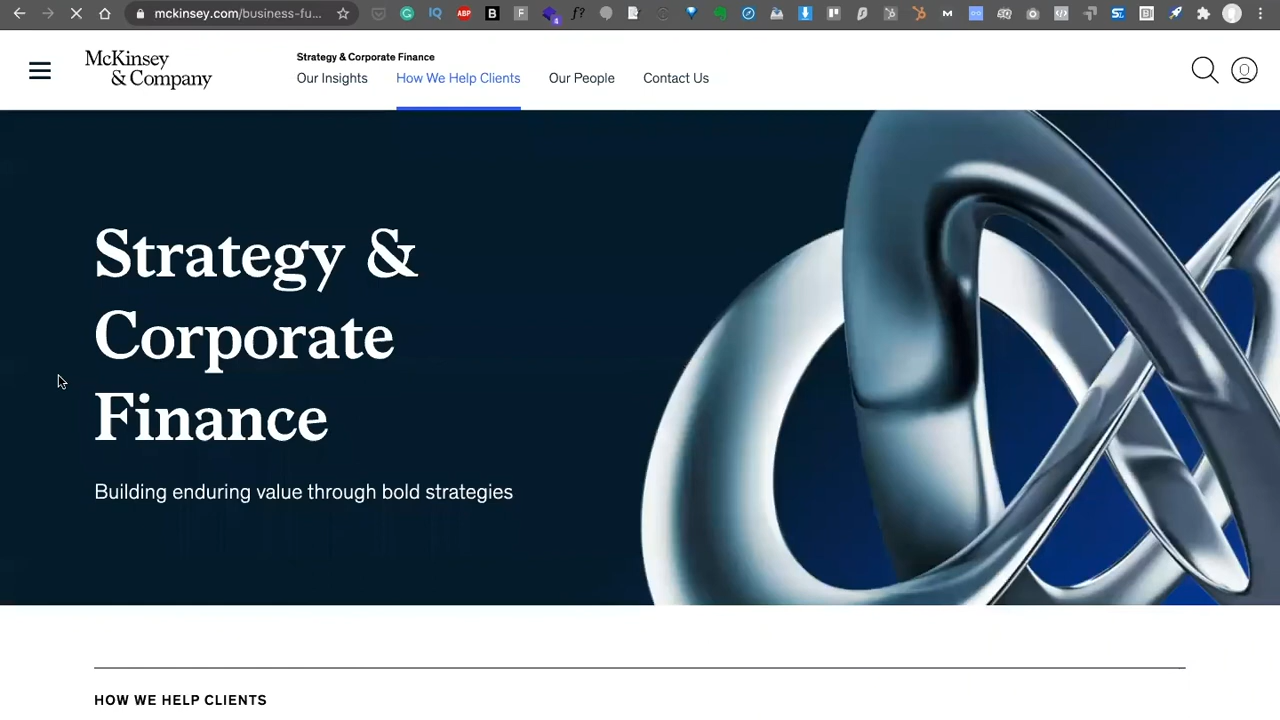 mckinsey.com/business-fu...
McKinsey
& Company
Strategy & Corporate Finance
Our Insights
How We Help Clients
Our People
Contact Us
Strategy &
Corporate
Finance
Building enduring value through bold strategies
HOW WE HELP CLIENTS